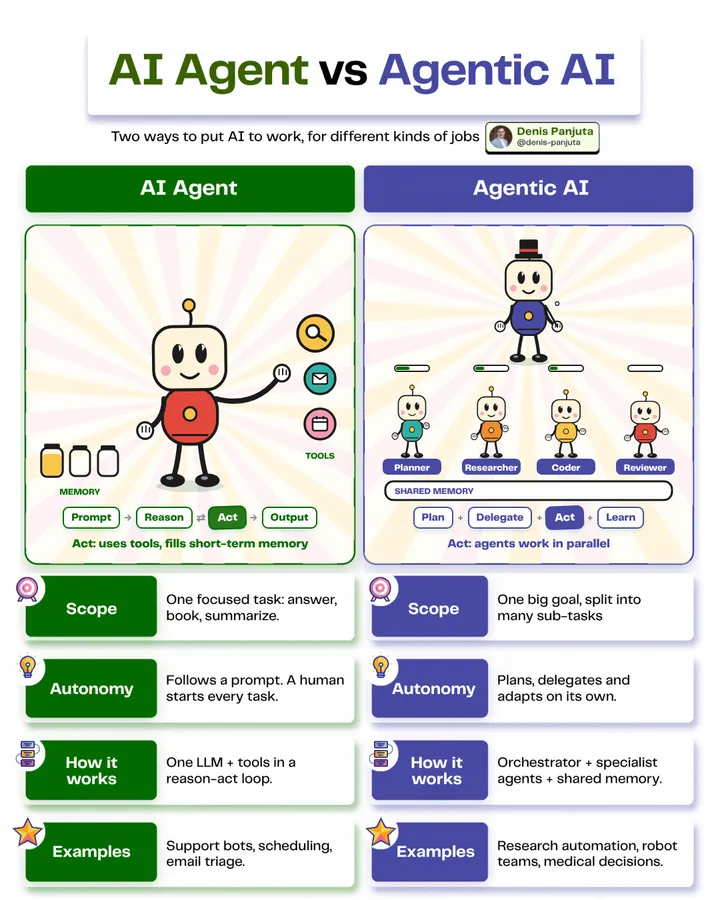 AI Agent vs Agentic AI
Two ways to put AI to work, for different kinds of jobs
Denis Panjuta
@denis-panjuta
AI Agent
TOOLS
MEMORY
Prompt → Reason ⇄ Act → Output
Act: uses tools, fills short-term memory
Agentic AI
Planner
Researcher
Coder
Reviewer
SHARED MEMORY
Plan + Delegate + Act + Learn
Act: agents work in parallel
Scope
One focused task: answer,
book, summarize.
Scope
One big goal, split into
many sub-tasks
Autonomy
Follows a prompt. A human
starts every task.
Autonomy
Plans, delegates and
adapts on its own.
How it
works
One LLM + tools in a
reason-act loop.
How it
works
Orchestrator + specialist
agents + shared memory.
Examples
Support bots, scheduling,
email triage.
Examples
Research automation, robot
teams, medical decisions.